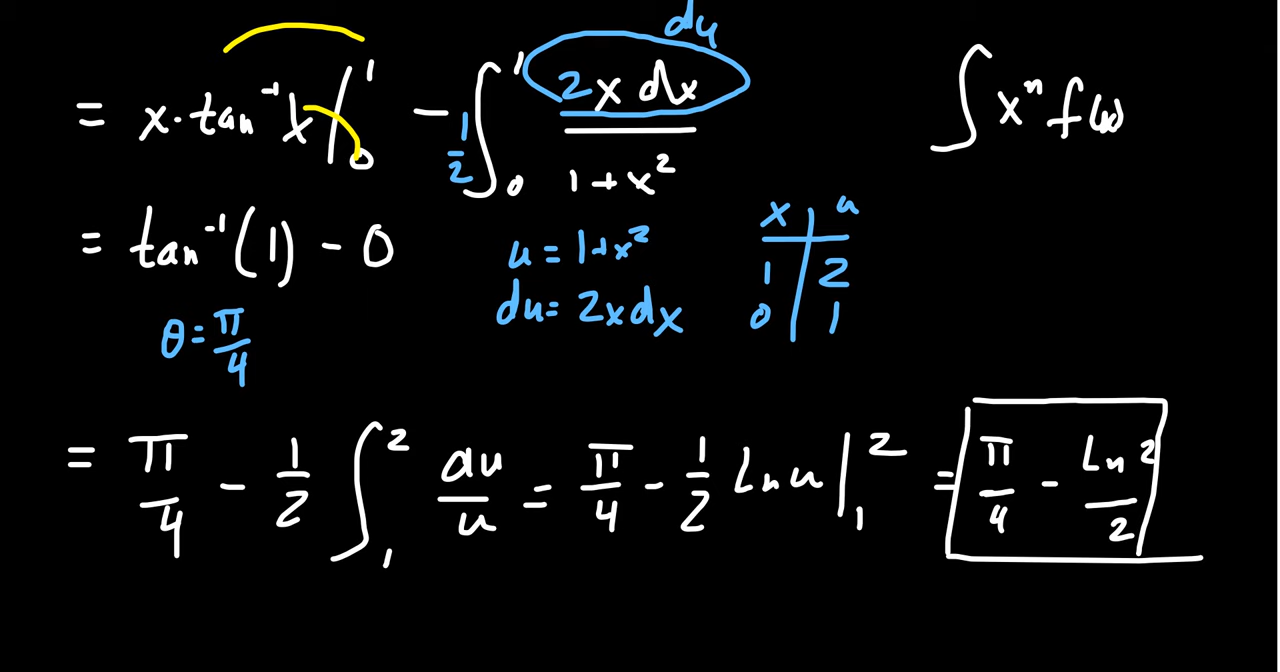 du
= x·tan⁻¹x |₀¹ - 1/2 ∫₀¹ 2x dx / 1+x²
∫ xⁿ f(x)
= tan⁻¹(1) - 0
u = 1+x²
du = 2x dx
x | u
1 | 2
0 | 1
θ = π/4
= π/4 - 1/2 ∫₁² du/u = π/4 - 1/2 Ln u |₁² = π/4 - Ln 2/2